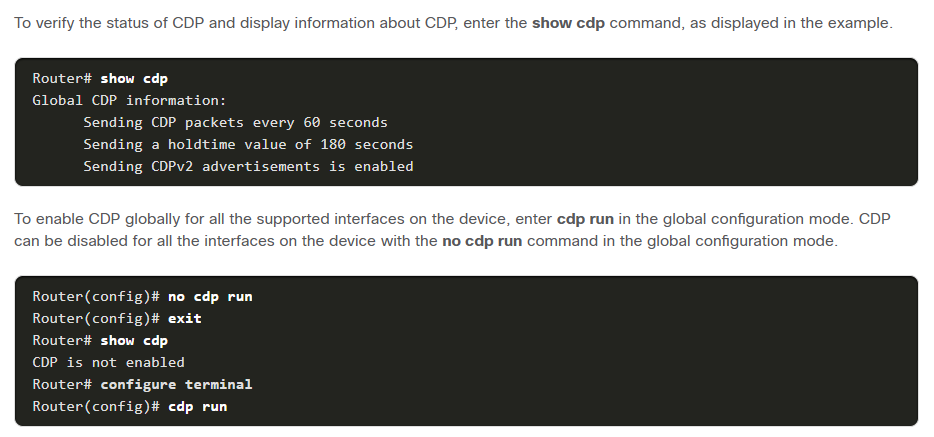 To verify the status of CDP and display information about CDP, enter the show cdp command, as displayed in the example.
Router# show cdp
Global CDP information:
Sending CDP packets every 60 seconds
Sending a holdtime value of 180 seconds
Sending CDPv2 advertisements is enabled
To enable CDP globally for all the supported interfaces on the device, enter cdp run in the global configuration mode. CDP
can be disabled for all the interfaces on the device with the no cdp run command in the global configuration mode.
Router(config)# no cdp run
Router(config)# exit
Router# show cdp
CDP is not enabled
Router# configure terminal
Router(config)# cdp run